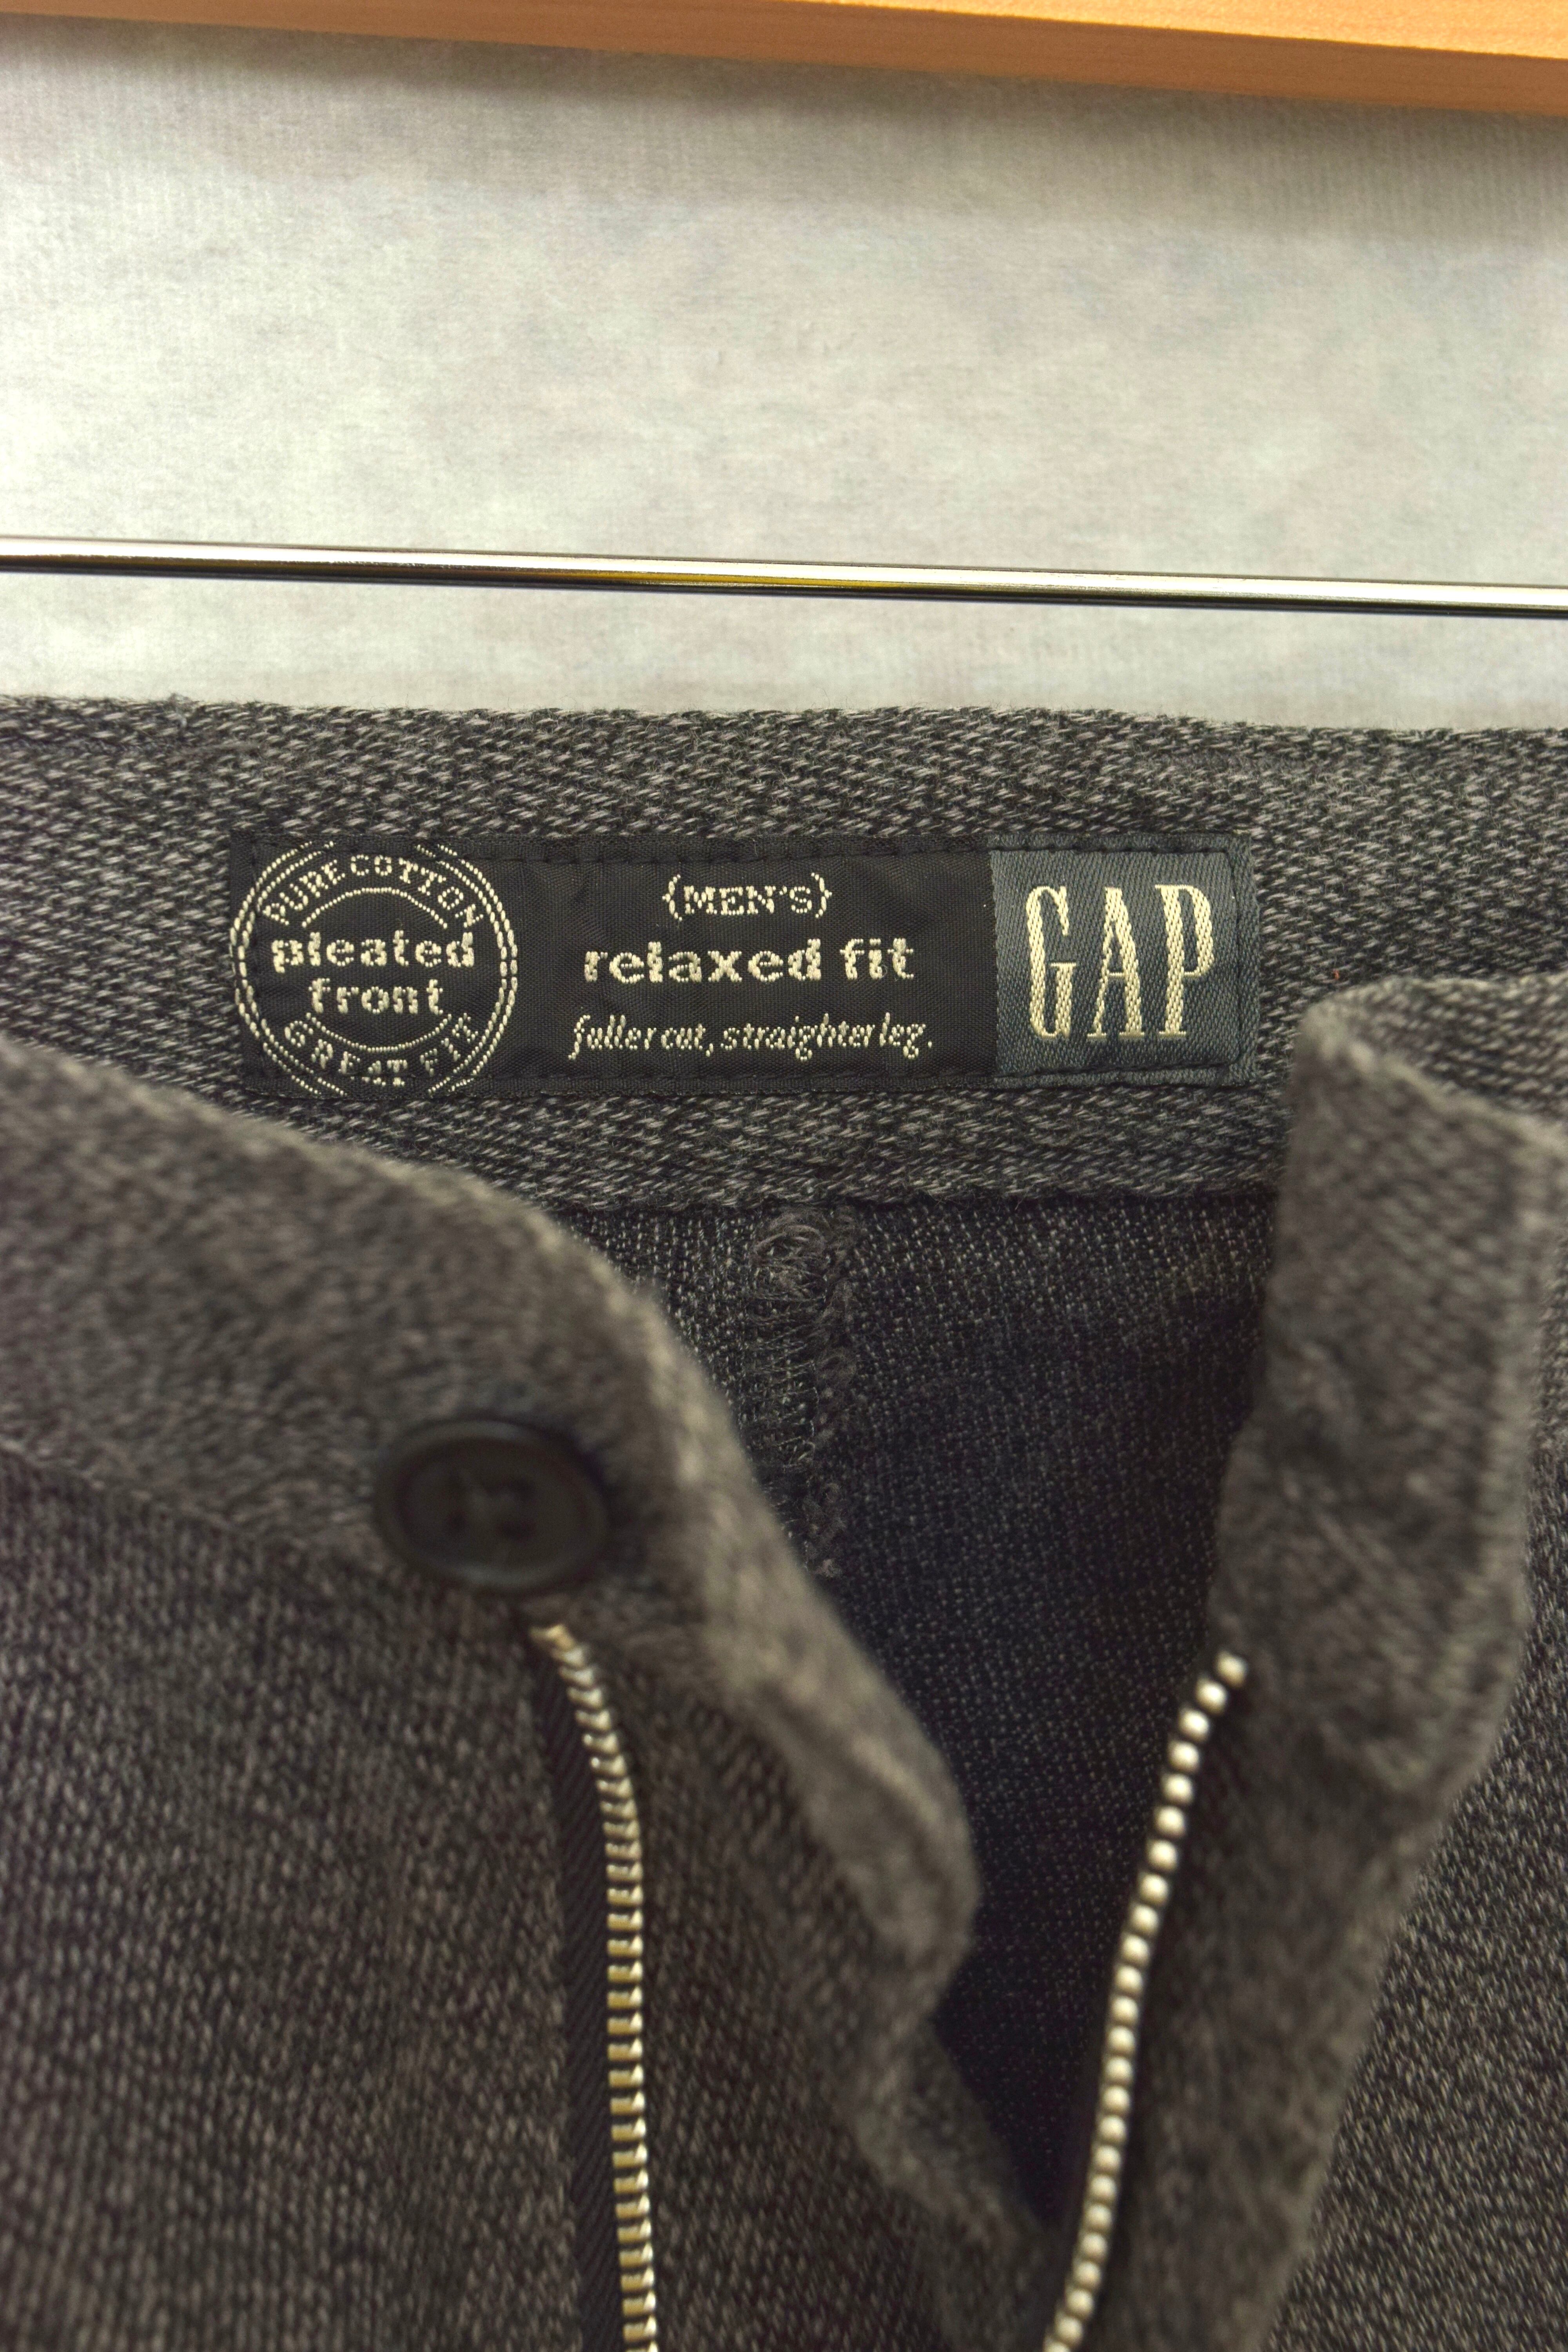 PURE COTTON
pleated
front
GREAT FIT
{MEN'S}
relaxed fit
fuller cut, straighter leg.
GAP